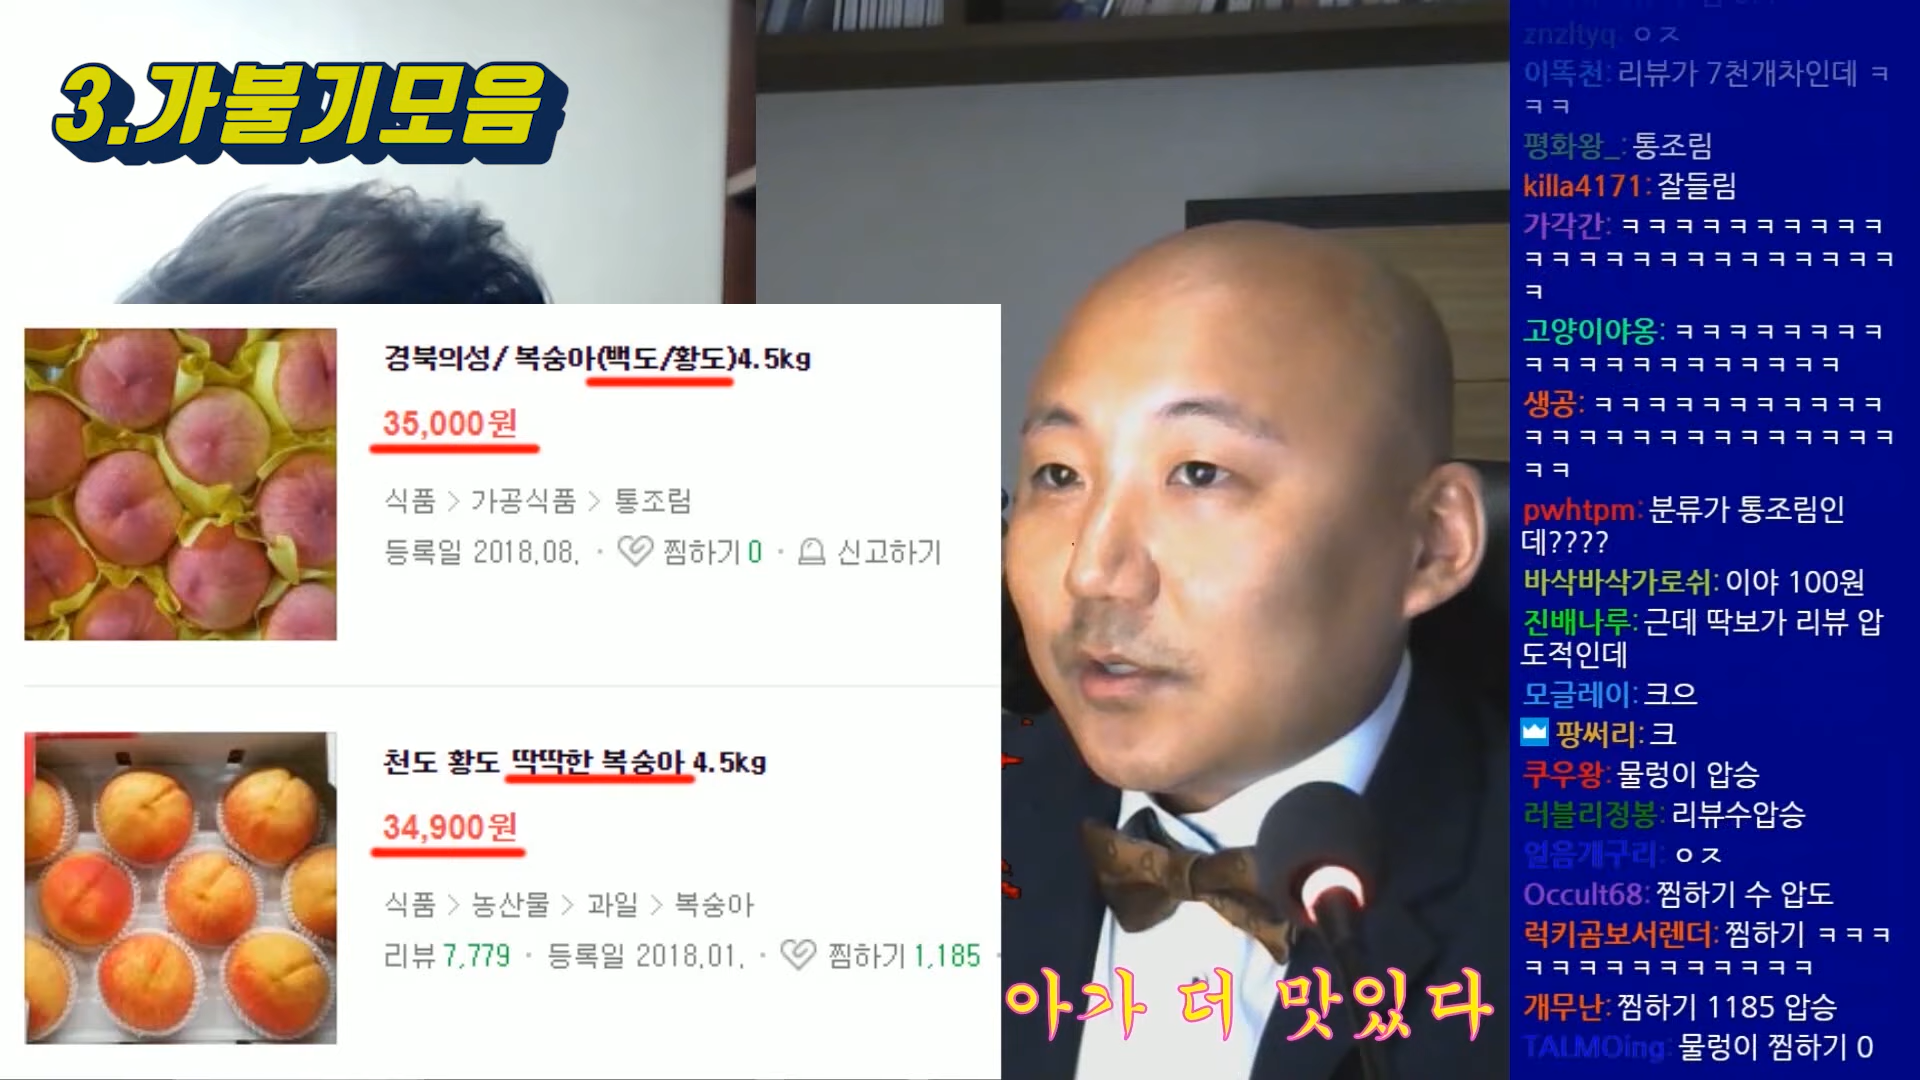 3.가불기모음
경북의성/ 복숭아(백도/황도)4.5kg
35,000원
식품 > 가공식품 > 통조림
등록일 2018.08. · 찜하기 0 · 신고하기
천도 황도 딱딱한 복숭아 4.5kg
34,900원
식품 > 농산물 > 과일 > 복숭아
리뷰 7,779 · 등록일 2018.01. · 찜하기 1,185 ·
아가 더 맛있다
znzltyq: ㅇㅈ
이똑천: 리뷰가 7천개차인데 ㅋ
ㅋㅋ
평화왕_: 통조림
killa4171: 잘들림
가각간: ㅋㅋㅋㅋㅋㅋㅋㅋㅋㅋ
ㅋㅋㅋㅋㅋㅋㅋㅋㅋㅋㅋㅋㅋㅋ
ㅋ
고양이야옹: ㅋㅋㅋㅋㅋㅋㅋㅋ
ㅋㅋㅋㅋㅋㅋㅋㅋㅋㅋㅋㅋ
생공: ㅋㅋㅋㅋㅋㅋㅋㅋㅋㅋㅋ
ㅋㅋㅋㅋㅋㅋㅋㅋㅋㅋㅋㅋㅋㅋ
ㅋㅋ
pwhtpm: 분류가 통조림인
데????
바삭바삭가로쉬: 이야 100원
진배나루: 근데 딱보가 리뷰 압
도적인데
모글레이: 크으
팡써리: 크
쿠우왕: 물렁이 압승
러블리정봉: 리뷰수압승
얼음개구리: ㅇㅈ
Occult68: 찜하기 수 압도
럭키곰보서렌더: 찜하기 ㅋㅋㅋ
ㅋㅋㅋㅋㅋㅋㅋㅋㅋㅋㅋ
개무난: 찜하기 1185 압승
TALMOing: 물렁이 찜하기 0